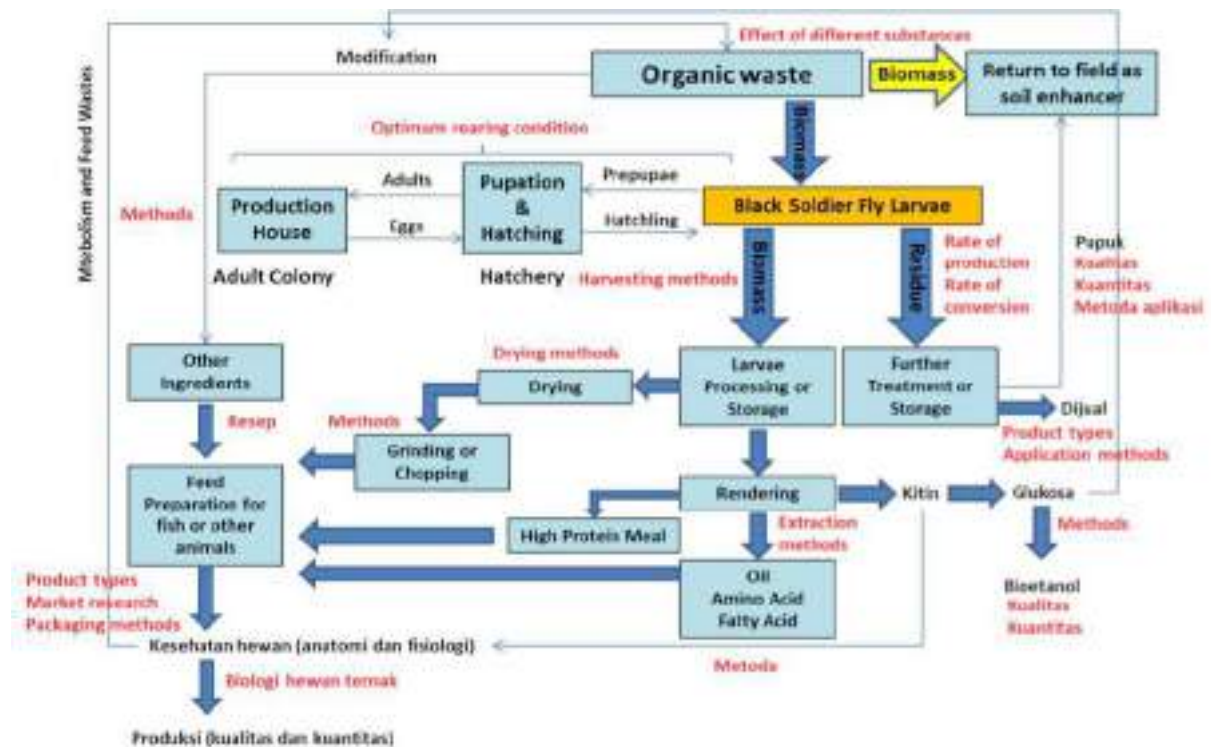 Effect of different substances
Modification
Organic waste
Biomass
Return to field as
soil enhancer
Metabolism and Feed Wastes
Biomass
Optimum rearing condition
Methods
Production
House
Adults
Eggs
Pupation
&
Hatching
Prepupae
Hatchling
Black Soldier Fly Larvae
Adult Colony
Hatchery
Harvesting methods
Biomass
Residue
Rate of
production
Rate of
conversion
Pupuk
Kualitas
Kuantitas
Metoda aplikasi
Other
Ingredients
Drying methods
Drying
Larvae
Processing or
Storage
Further
Treatment or
Storage
Dijual
Product types
Application methods
Resep
Methods
Grinding or
Chopping
Feed
Preparation for
fish or other
animals
Rendering
Kitin
Glukosa
High Protein Meal
Extraction
methods
Methods
Oil
Amino Acid
Fatty Acid
Bioetanol
Kualitas
Kuantitas
Product types
Market research
Packaging methods
Kesehatan hewan (anatomi dan fisiologi)
Metoda
Biologi hewan ternak
Produksi (kualitas dan kuantitas)